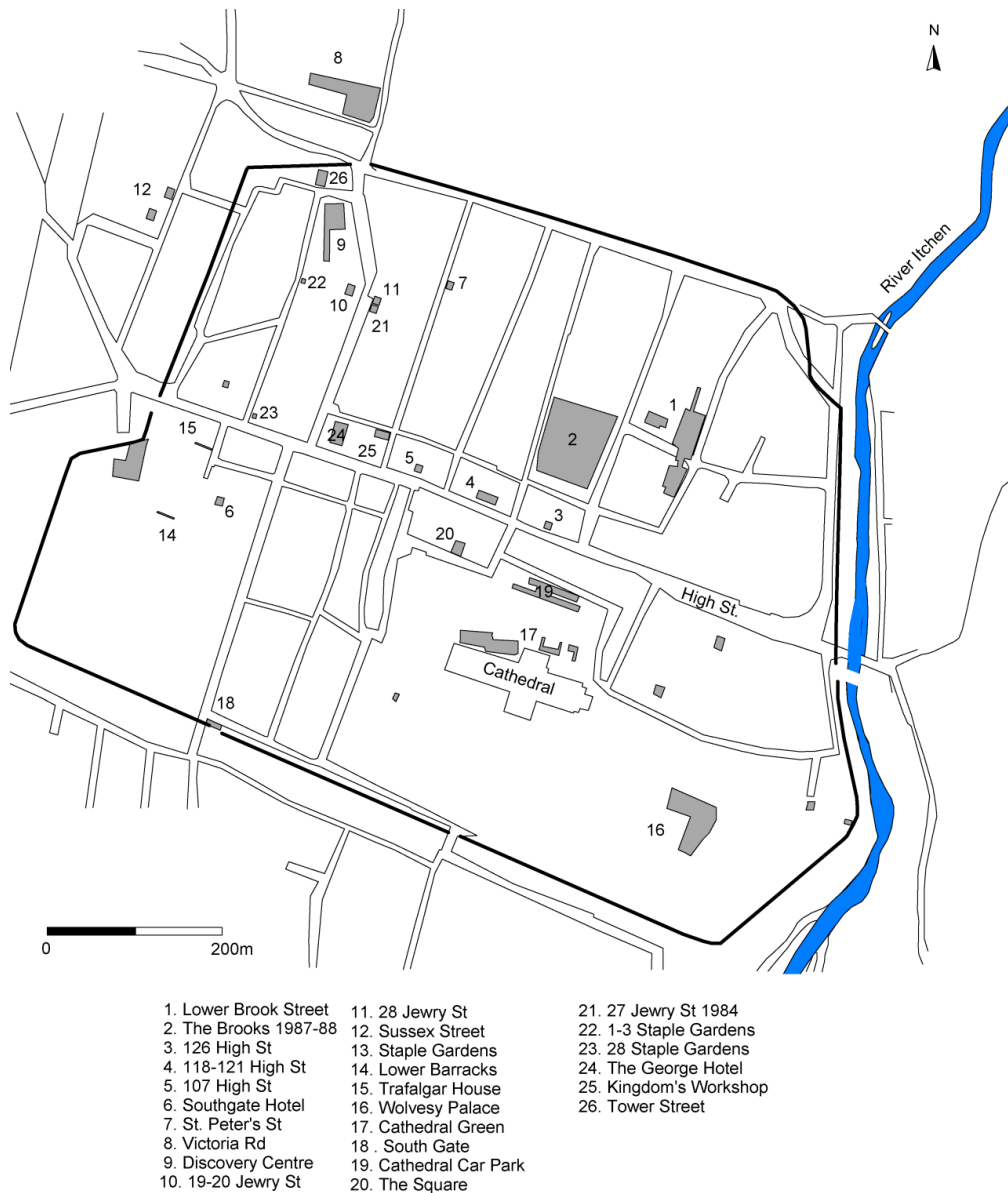 N
8
12
26
9
River Itchen
22
7
11
10
21
1
23
15
24
2
25
5
4
3
6
14
20
19
High St.
17
Cathedral
18
16
0
200m
1. Lower Brook Street
2. The Brooks 1987-88
3. 126 High St
4. 118-121 High St
5. 107 High St
6. Southgate Hotel
7. St. Peter's St
8. Victoria Rd
9. Discovery Centre
10. 19-20 Jewry St
11. 28 Jewry St
12. Sussex Street
13. Staple Gardens
14. Lower Barracks
15. Trafalgar House
16. Wolvesy Palace
17. Cathedral Green
18 . South Gate
19. Cathedral Car Park
20. The Square
21. 27 Jewry St 1984
22. 1-3 Staple Gardens
23. 28 Staple Gardens
24. The George Hotel
25. Kingdom's Workshop
26. Tower Street